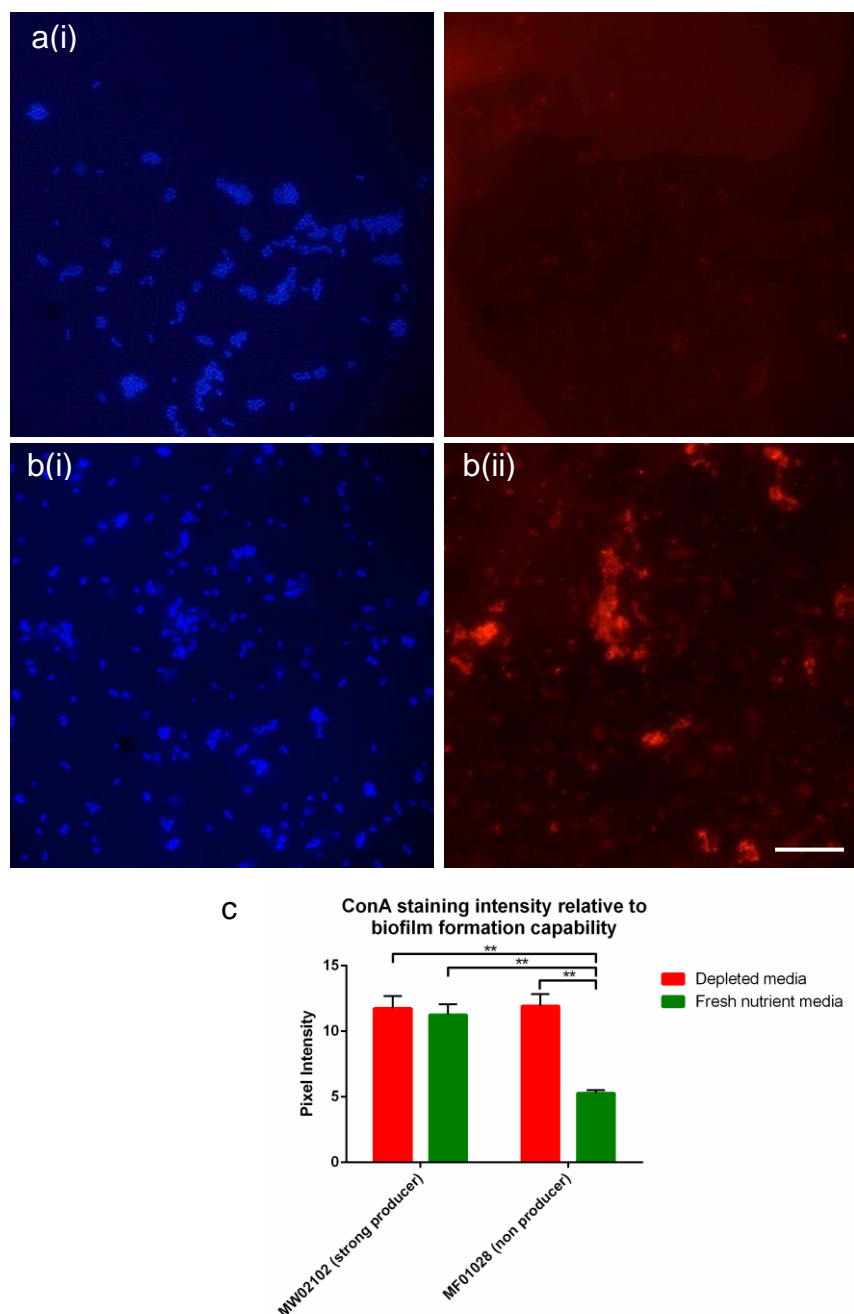 a(i)
b(i)
b(ii)
c
ConA staining intensity relative to
biofilm formation capability
**
**
**
15
10
5
0
Pixel Intensity
Depleted media
Fresh nutrient media
MW02102 (strong producer)
MF01028 (non producer)